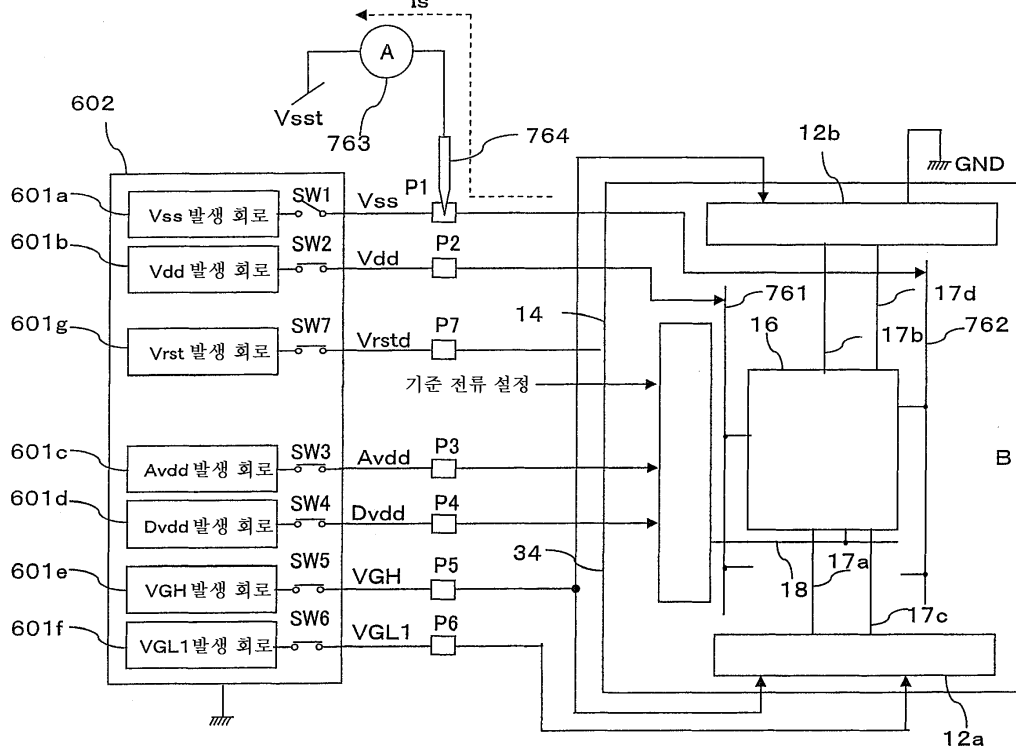 Is
A
Vsst
763
764
602
12b
GND
601a
Vss 발생 회로
SW1
Vss
P1
601b
Vdd 발생 회로
SW2
Vdd
P2
761
17d
601g
Vrst 발생 회로
SW7
Vrstd
P7
14
16
17b
762
기준 전류 설정
601c
Avdd 발생 회로
SW3
Avdd
P3
B
601d
Dvdd 발생 회로
SW4
Dvdd
P4
34
18
17a
601e
VGH 발생 회로
SW5
VGH
P5
17c
601f
VGL1 발생 회로
SW6
VGL1
P6
12a